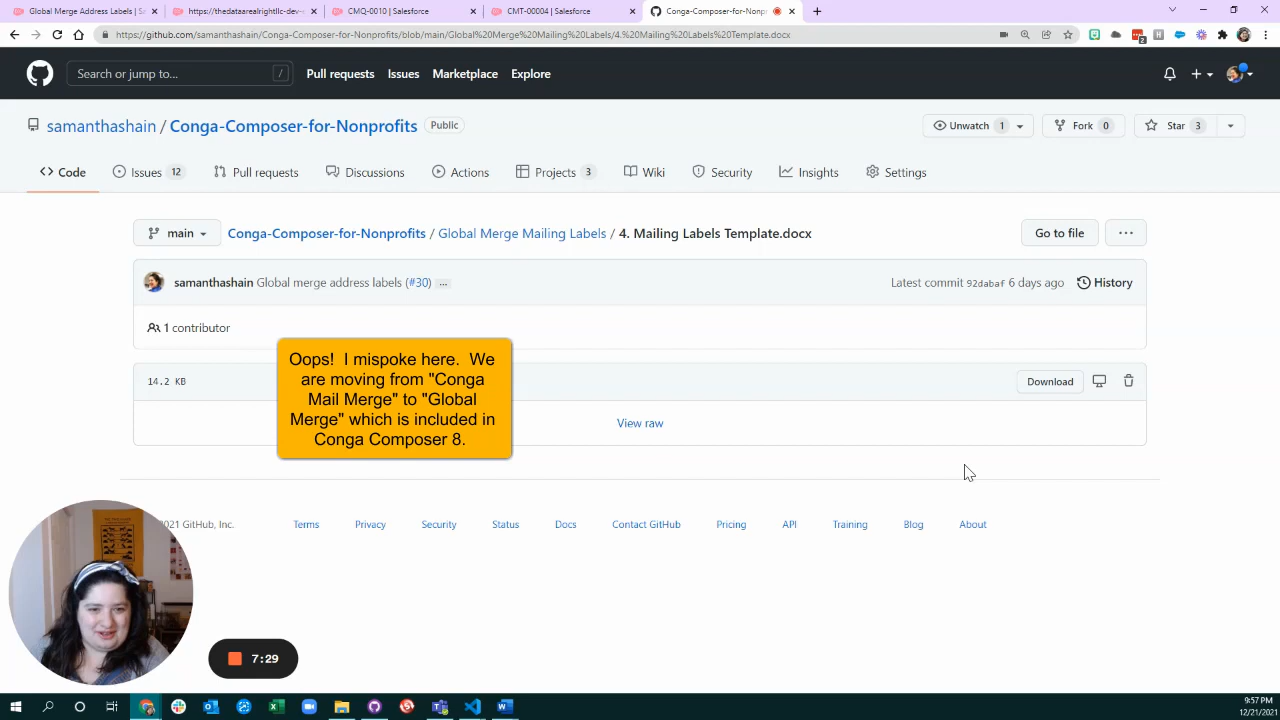 Global Merge Address Labels | Sa
https://thedataarealrightllc-dev-e
CMQ-0010 | Salesforce
CMT-00004 | Salesforce
Conga-Composer-for-Nonpr
https://github.com/samanthashain/Conga-Composer-for-Nonprofits/blob/main/Global%20Merge%20Mailing%20Labels/4.%20Mailing%20Labels%20Template.docx
Search or jump to...
/
Pull requests
Issues
Marketplace
Explore
samanthashain / Conga-Composer-for-Nonprofits
Public
Unwatch 1
Fork 0
Star 3
Code
Issues 12
Pull requests
Discussions
Actions
Projects 3
Wiki
Security
Insights
Settings
main
Conga-Composer-for-Nonprofits / Global Merge Mailing Labels / 4. Mailing Labels Template.docx
Go to file
samanthashain Global merge address labels (#30)
Latest commit 92dabaf 6 days ago
History
1 contributor
Oops! I mispoke here. We
are moving from "Conga
Mail Merge" to "Global
Merge" which is included in
Conga Composer 8.
14.2 KB
Download
View raw
2021 GitHub, Inc.
Terms
Privacy
Security
Status
Docs
Contact GitHub
Pricing
API
Training
Blog
About
7:29
9:57 PM
12/21/2021